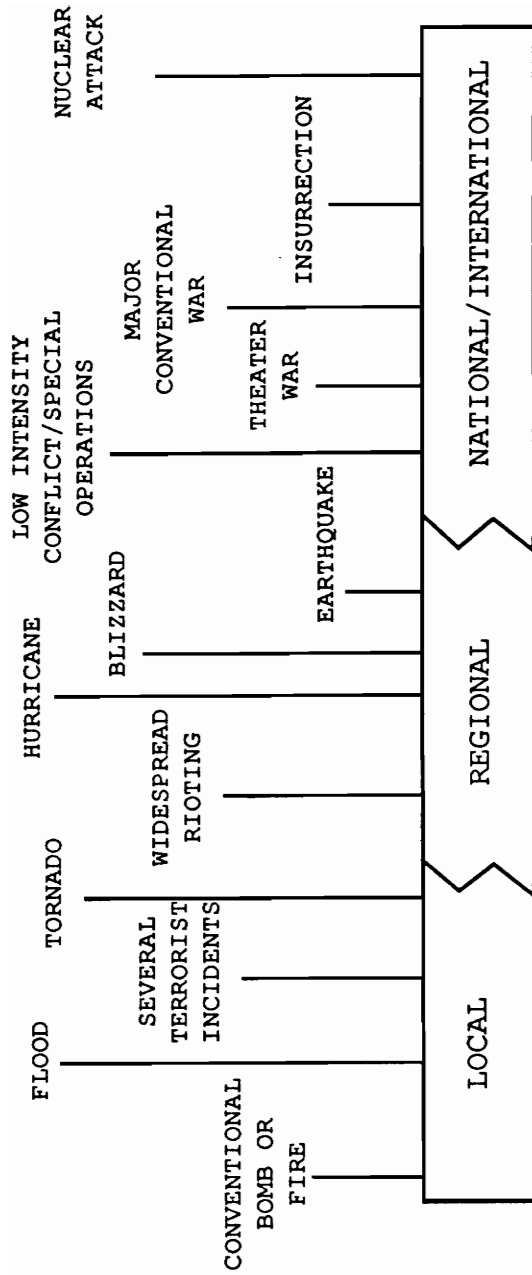 CONVENTIONAL
BOMB OR
FIRE
FLOOD
SEVERAL
TERRORIST
INCIDENTS
TORNADO
WIDESPREAD
RIOTING
HURRICANE
BLIZZARD
EARTHQUAKE
LOW INTENSITY
CONFLICT/SPECIAL
OPERATIONS
THEATER
WAR
MAJOR
CONVENTIONAL
WAR
INSURRECTION
NUCLEAR
ATTACK
LOCAL
REGIONAL
NATIONAL/INTERNATIONAL